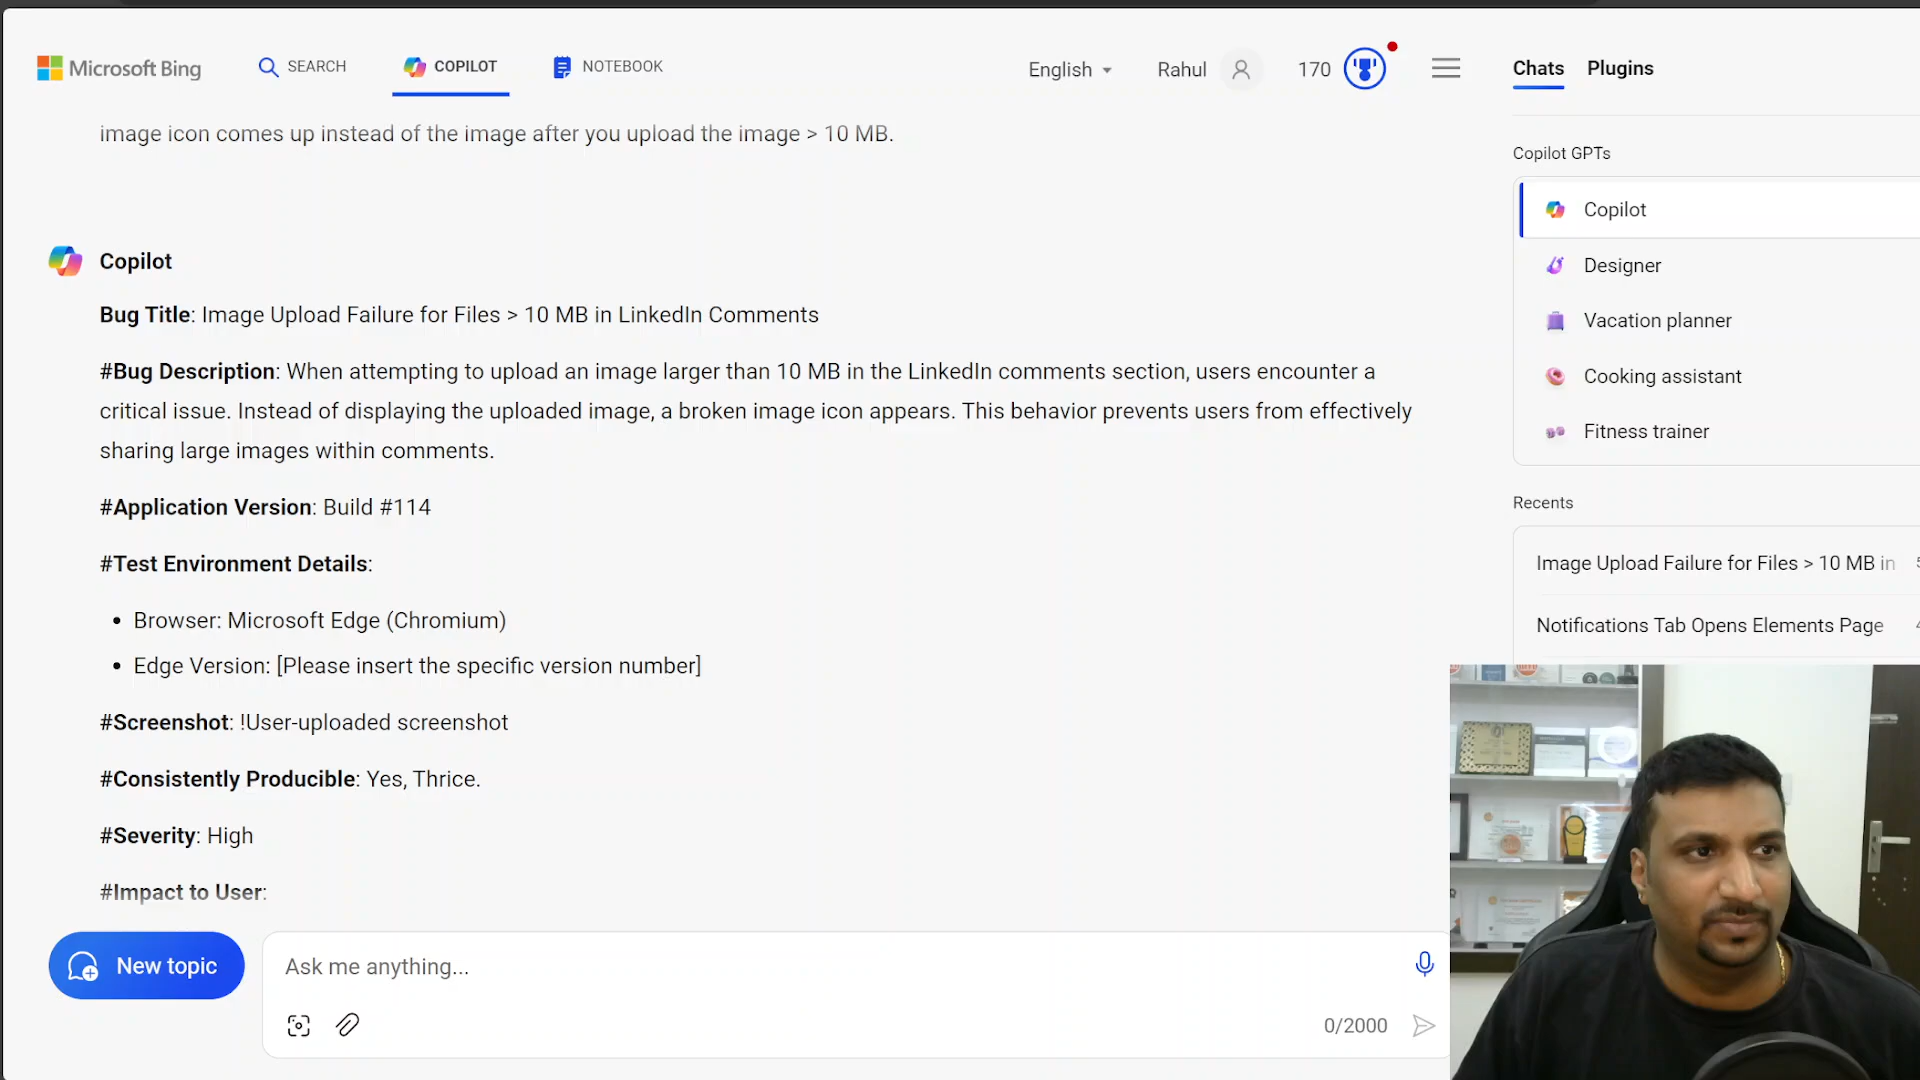 Microsoft Bing
SEARCH
COPILOT
NOTEBOOK
English
Rahul
170
Chats
Plugins
image icon comes up instead of the image after you upload the image > 10 MB.
Copilot
Bug Title: Image Upload Failure for Files > 10 MB in LinkedIn Comments
#Bug Description: When attempting to upload an image larger than 10 MB in the LinkedIn comments section, users encounter a
critical issue. Instead of displaying the uploaded image, a broken image icon appears. This behavior prevents users from effectively
sharing large images within comments.
#Application Version: Build #114
#Test Environment Details:
• Browser: Microsoft Edge (Chromium)
• Edge Version: [Please insert the specific version number]
#Screenshot: !User-uploaded screenshot
#Consistently Producible: Yes, Thrice.
#Severity: High
#Impact to User:
New topic
Ask me anything...
0/2000
Copilot GPTs
Copilot
Designer
Vacation planner
Cooking assistant
Fitness trainer
Recents
Image Upload Failure for Files > 10 MB in
Notifications Tab Opens Elements Page